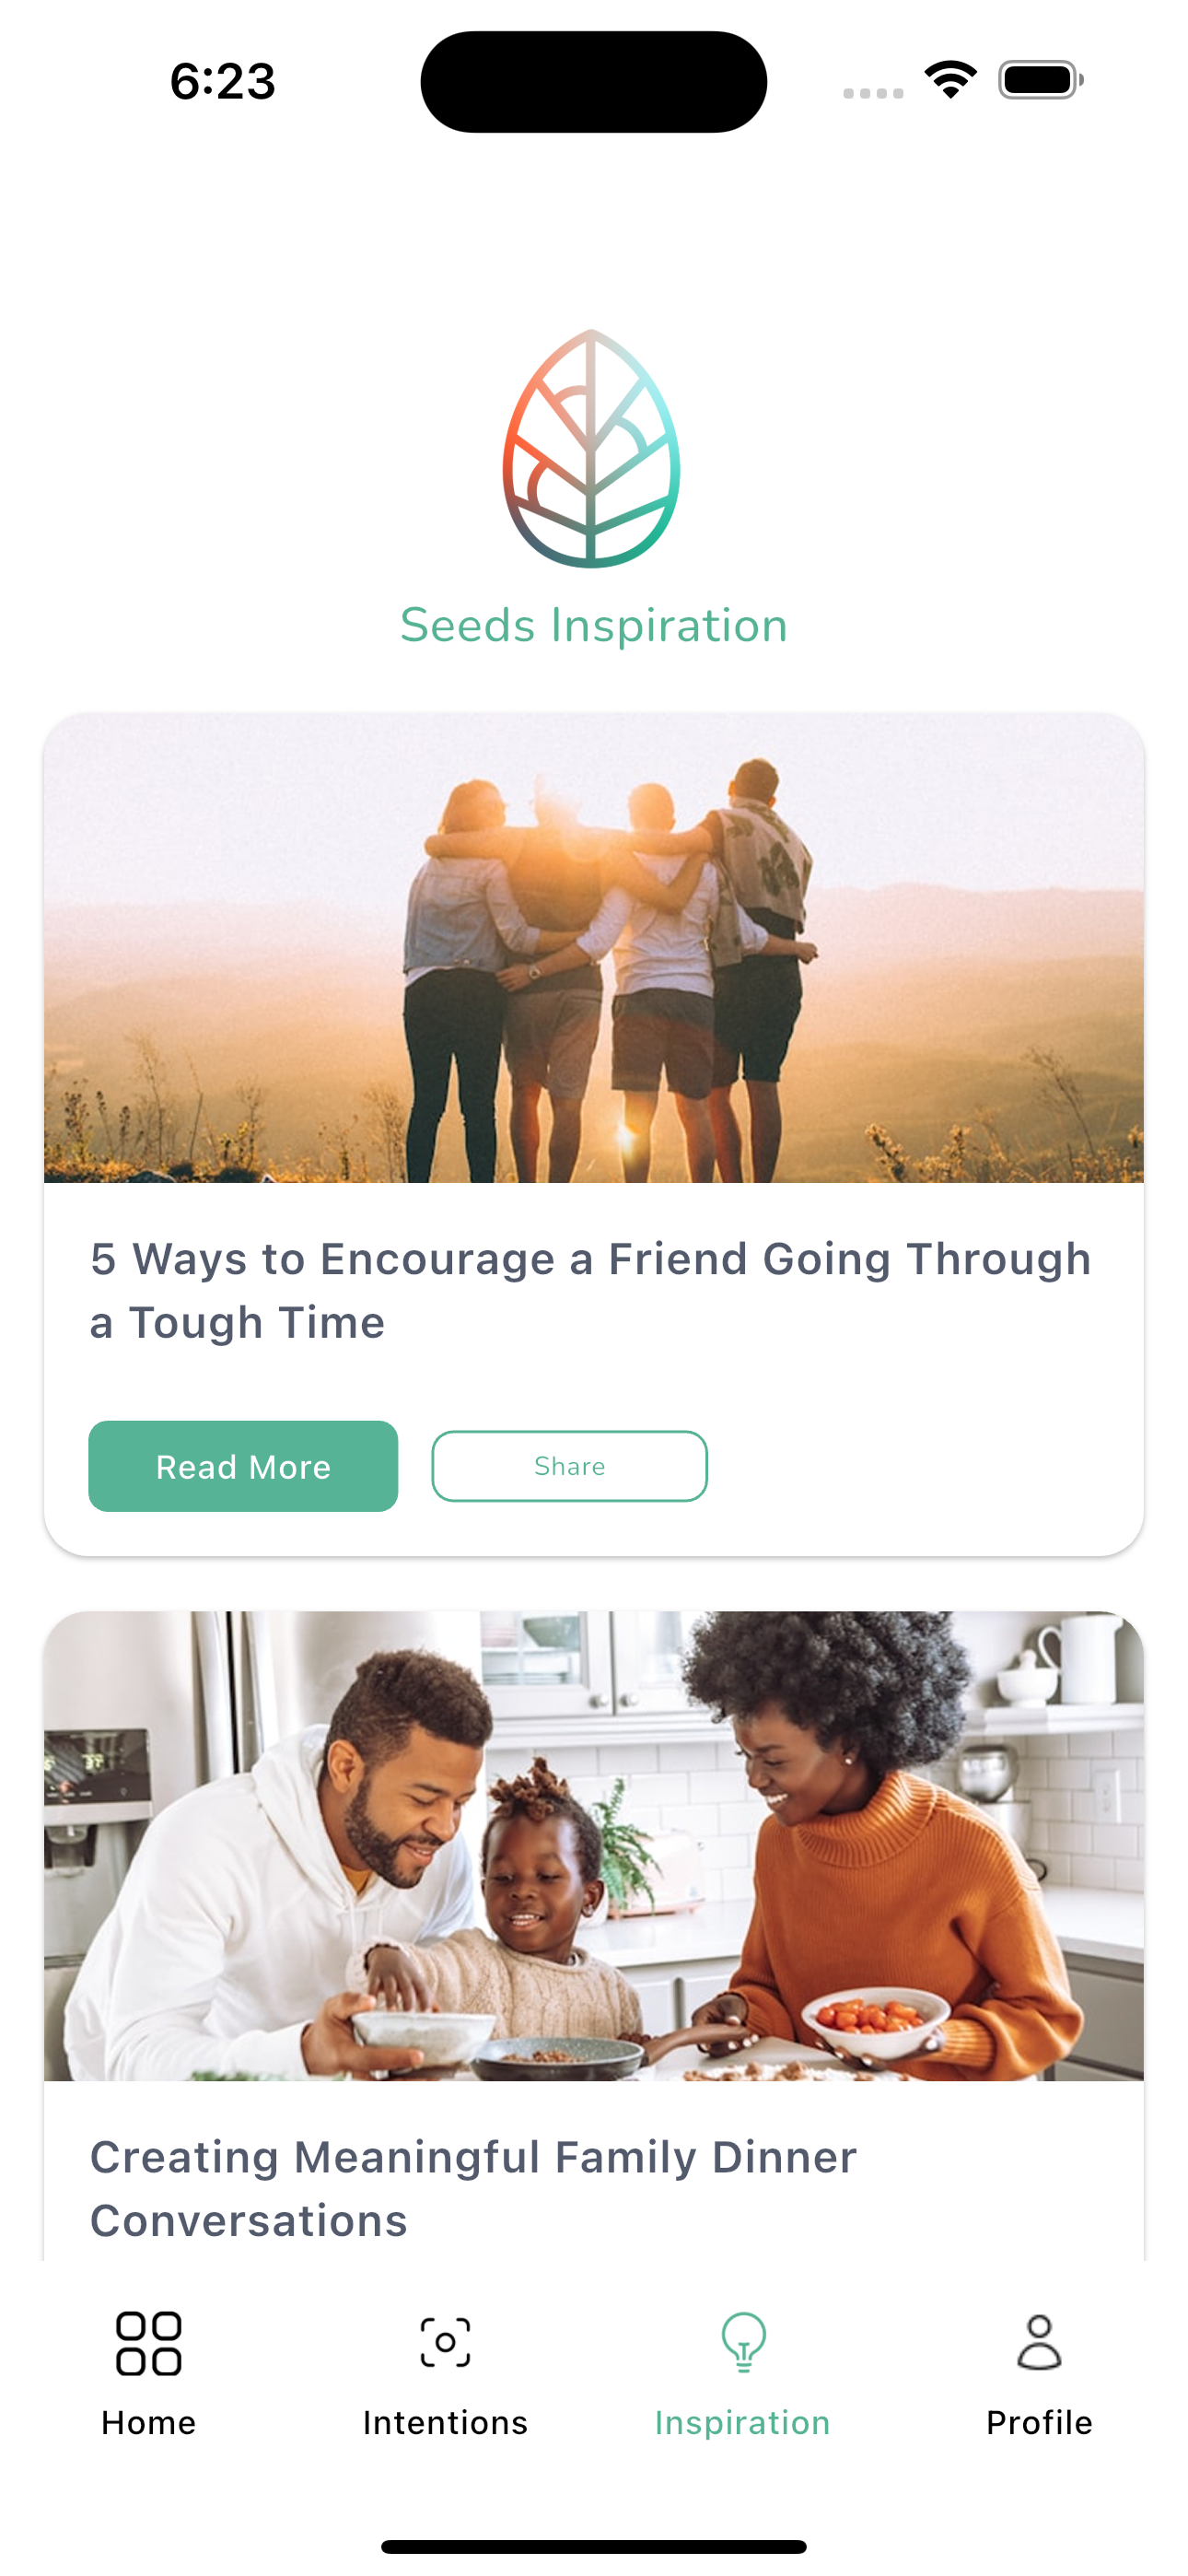 6:23
Seeds Inspiration
5 Ways to Encourage a Friend Going Through
a Tough Time
Read More
Share
Creating Meaningful Family Dinner
Conversations
Home
Intentions
Inspiration
Profile